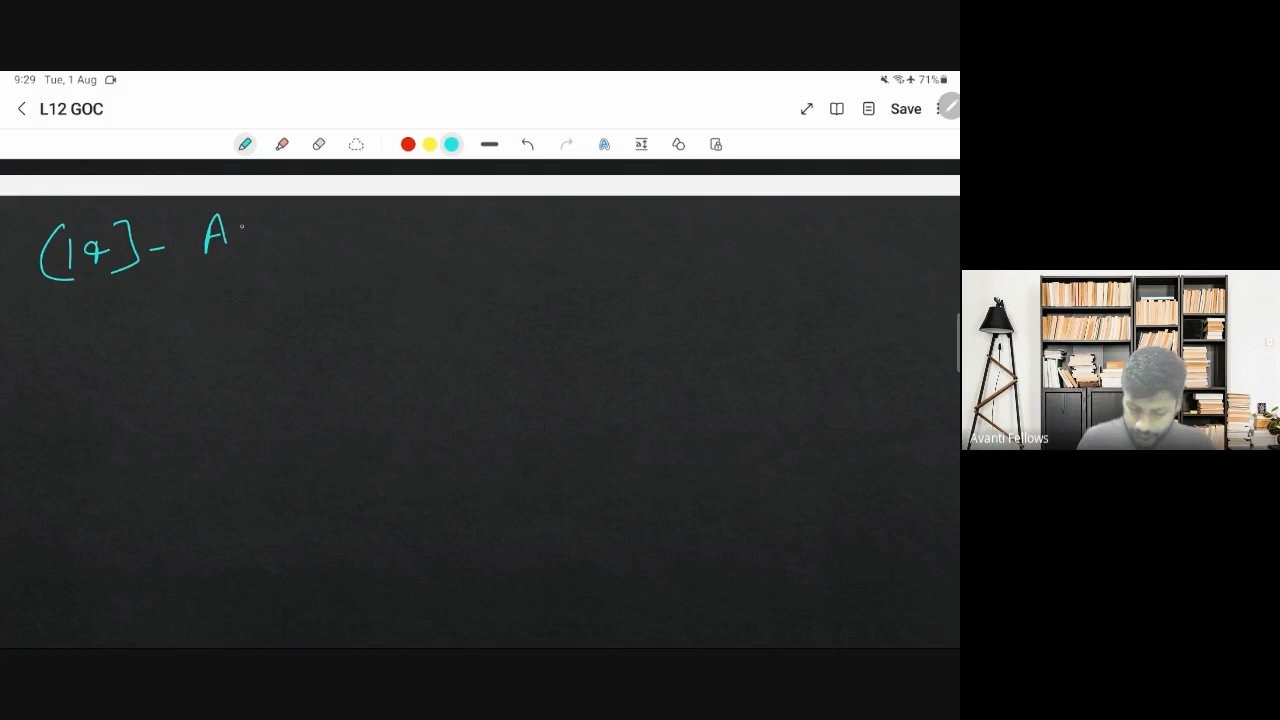 9:29 Tue, 1 Aug
71%
L12 GOC
Save
[14] - A
Avanti Fellows